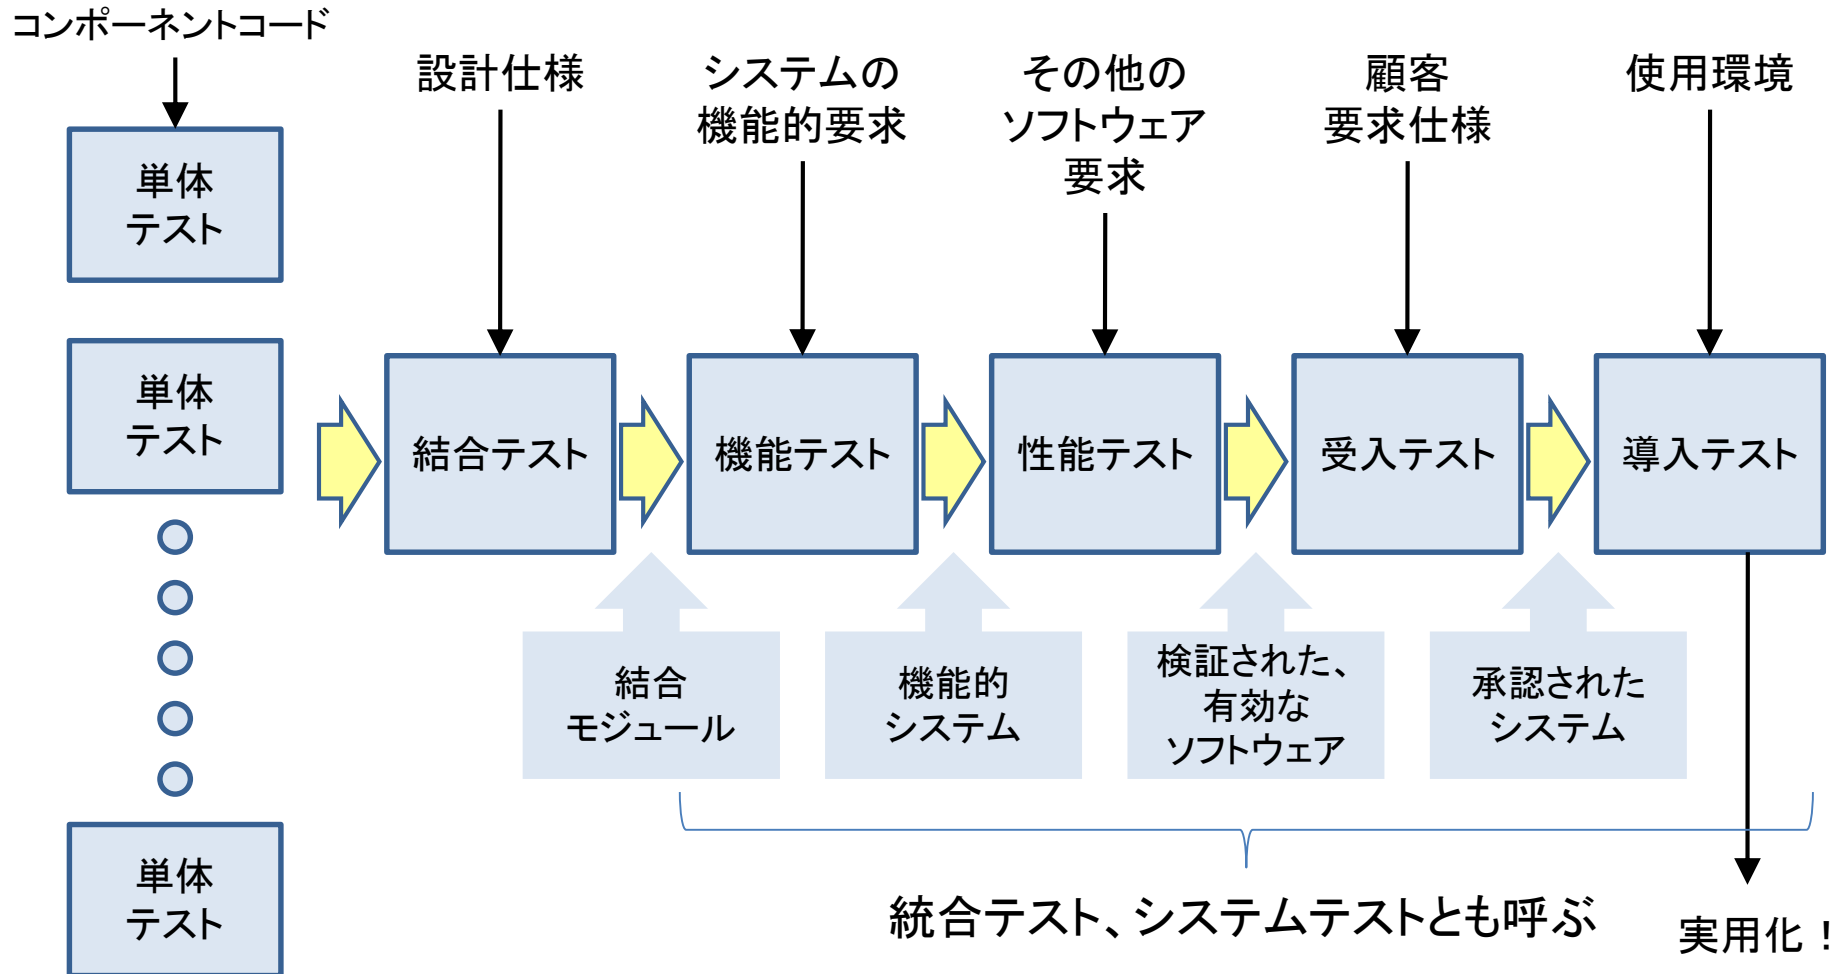 コンポーネントコード
設計仕様
システムの
機能的要求
その他の
ソフトウェア
要求
顧客
要求仕様
使用環境
単体
テスト
単体
テスト
結合テスト
機能テスト
性能テスト
受入テスト
導入テスト
結合
モジュール
機能的
システム
検証された、
有効な
ソフトウェア
承認された
システム
単体
テスト
統合テスト、システムテストとも呼ぶ
実用化！